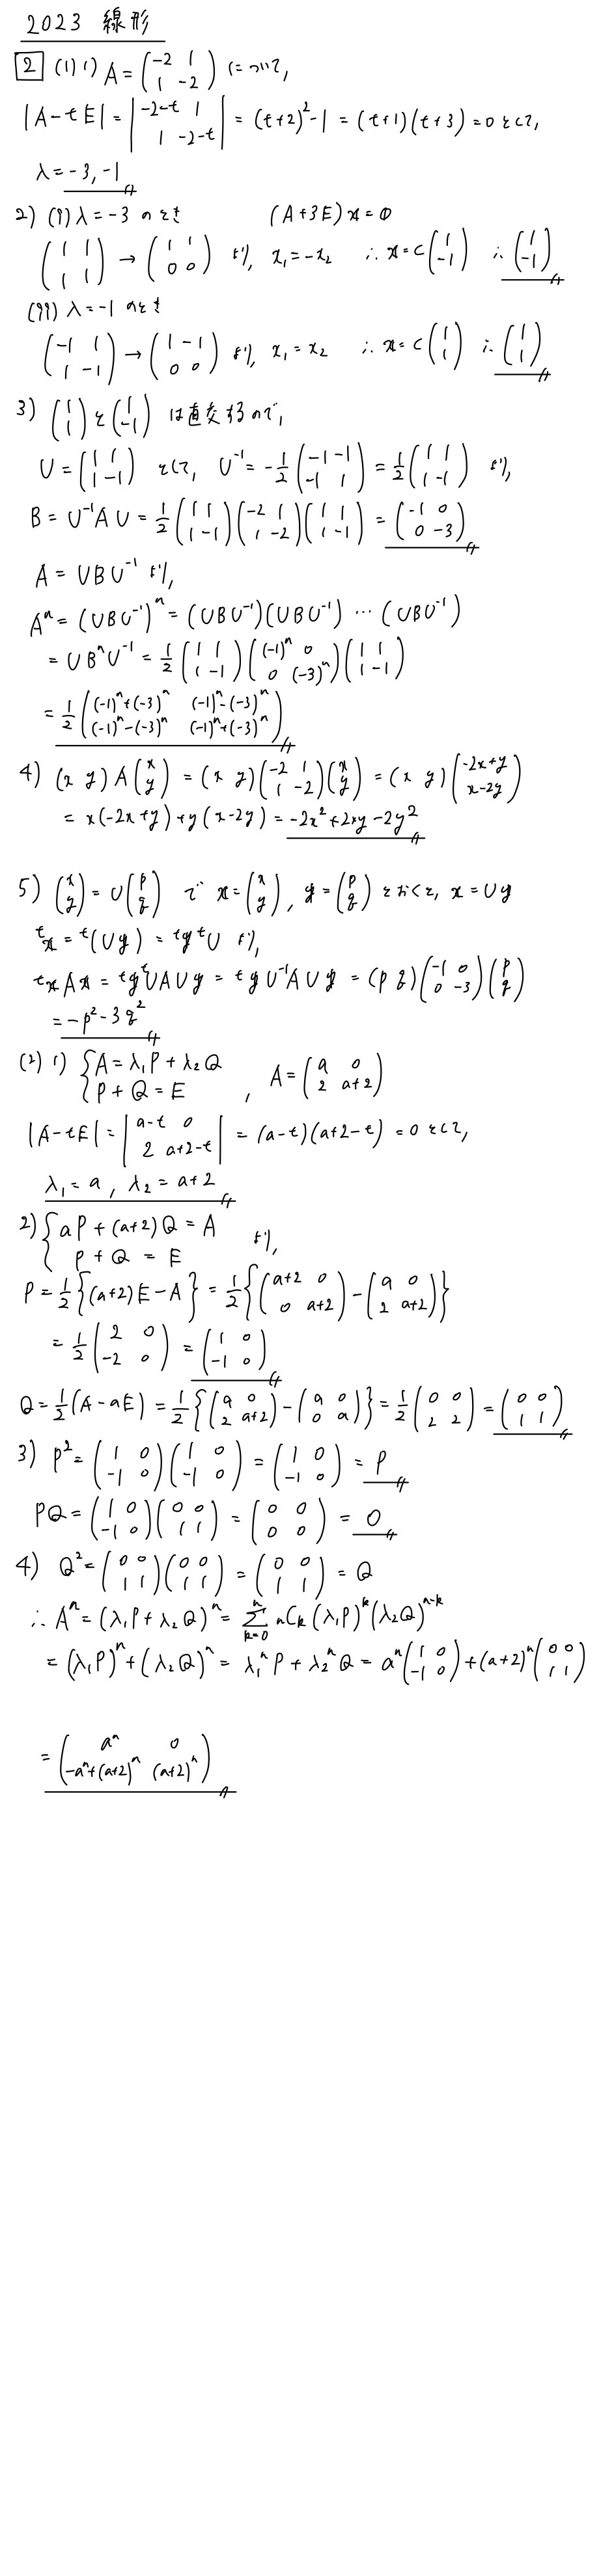 2023 線形
2 (1) 1) A = (-2 1 / 1 -2) について,
|A-tE| = |-2-t 1 / 1 -2-t| = (t+2)²-1 = (t+1)(t+3) = 0 として,
λ = -3, -1
2) (i) λ = -3 のとき (A+3E)x = 0
(1 1 / 1 1) → (1 1 / 0 0) より, x₁ = -x₂ ∴ x = c(1 / -1) ∴ (1 / -1)
(ii) λ = -1 のとき
(-1 1 / 1 -1) → (1 -1 / 0 0) より, x₁ = x₂ ∴ x = c(1 / 1) ∴ (1 / 1)
3) (1 / 1) と (1 / -1) は直交するので,
U = (1 1 / 1 -1) として, U⁻¹ = -1/2 (-1 -1 / -1 1) = 1/2 (1 1 / 1 -1) より,
B = U⁻¹AU = 1/2 (1 1 / 1 -1)(-2 1 / 1 -2)(1 1 / 1 -1) = (-1 0 / 0 -3)
A = UBU⁻¹ より,
Aⁿ = (UBU⁻¹)ⁿ = (UBU⁻¹)(UBU⁻¹) … (UBU⁻¹)
= UBⁿU⁻¹ = 1/2 (1 1 / 1 -1)((-1)ⁿ 0 / 0 (-3)ⁿ)(1 1 / 1 -1)
= 1/2 ((-1)ⁿ+(-3)ⁿ (-1)ⁿ-(-3)ⁿ / (-1)ⁿ-(-3)ⁿ (-1)ⁿ+(-3)ⁿ)
4) (x y) A (x / y) = (x y)(-2 1 / 1 -2)(x / y) = (x y)(-2x+y / x-2y)
= x(-2x+y)+y(x-2y) = -2x²+2xy-2y²
5) (x / y) = U(p / q) で x = (x / y), y = (p / q) とおくと, x = Uy
ᵗx = ᵗ(Uy) = ᵗyᵗU より,
ᵗxAx = ᵗyᵗUAUy = ᵗyU⁻¹AUy = (p q)(-1 0 / 0 -3)(p / q)
= -p²-3q²
(2) 1) {A = λ₁P+λ₂Q / P+Q = E , A = (a 0 / 2 a+2)
|A-tE| = |a-t 0 / 2 a+2-t| = (a-t)(a+2-t) = 0 として,
λ₁ = a, λ₂ = a+2
2) {aP+(a+2)Q = A / P+Q = E より,
P = 1/2 {(a+2)E-A} = 1/2 {(a+2 0 / 0 a+2)-(a 0 / 2 a+2)}
= 1/2 (2 0 / -2 0) = (1 0 / -1 0)
Q = 1/2 (A-aE) = 1/2 {(a 0 / 2 a+2)-(a 0 / 0 a)} = 1/2 (0 0 / 2 2) = (0 0 / 1 1)
3) P² = (1 0 / -1 0)(1 0 / -1 0) = (1 0 / -1 0) = P
PQ = (1 0 / -1 0)(0 0 / 1 1) = (0 0 / 0 0) = O
4) Q² = (0 0 / 1 1)(0 0 / 1 1) = (0 0 / 1 1) = Q
∴ Aⁿ = (λ₁P+λ₂Q)ⁿ = Σ_{k=0}^{n} nCk (λ₁P)ᵏ(λ₂Q)ⁿ⁻ᵏ
= (λ₁P)ⁿ+(λ₂Q)ⁿ = λ₁ⁿP+λ₂ⁿQ = aⁿ(1 0 / -1 0)+(a+2)ⁿ(0 0 / 1 1)
= (aⁿ 0 / -aⁿ+(a+2)ⁿ (a+2)ⁿ)